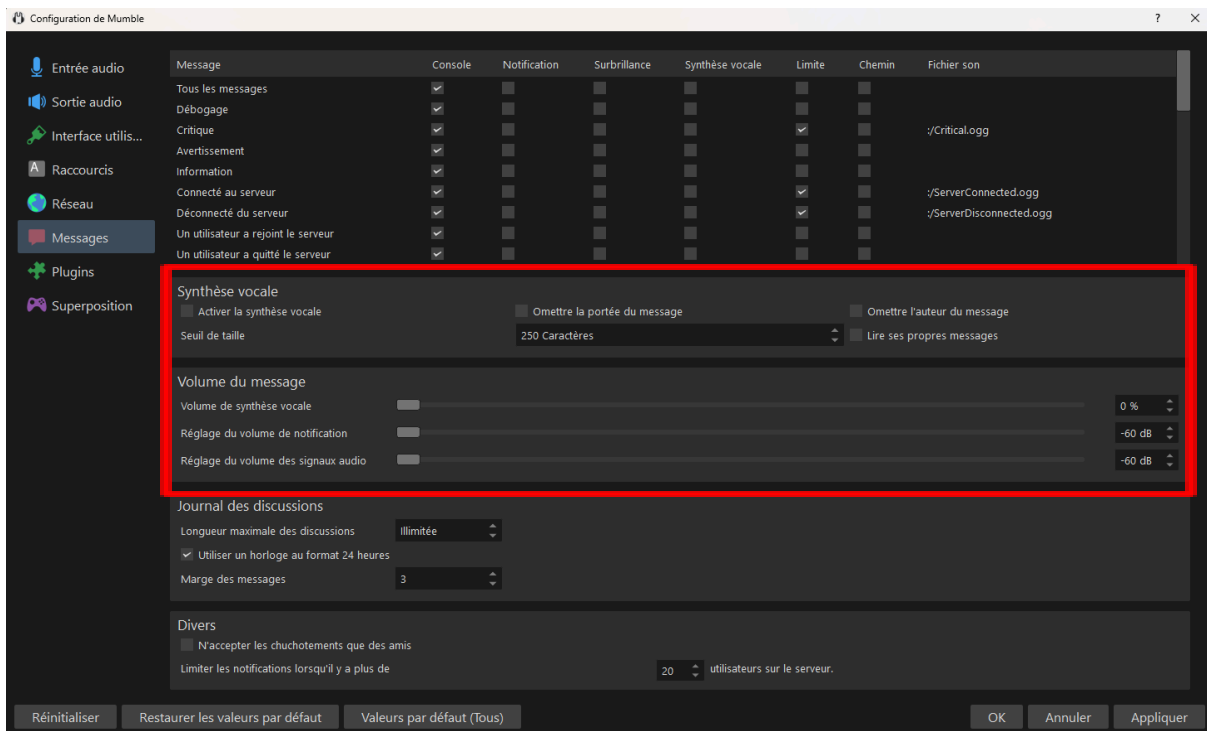 Configuration de Mumble ? ×
Entrée audio
Sortie audio
Interface utilis...
A Raccourcis
Réseau
Messages
Plugins
Superposition
Message Console Notification Surbrillance Synthèse vocale Limite Chemin Fichier son
Tous les messages
Débogage
Critique :/Critical.ogg
Avertissement
Information
Connecté au serveur :/ServerConnected.ogg
Déconnecté du serveur :/ServerDisconnected.ogg
Un utilisateur a rejoint le serveur
Un utilisateur a quitté le serveur
Synthèse vocale
Activer la synthèse vocale Omettre la portée du message Omettre l'auteur du message
Seuil de taille 250 Caractères Lire ses propres messages
Volume du message
Volume de synthèse vocale 0 %
Réglage du volume de notification -60 dB
Réglage du volume des signaux audio -60 dB
Journal des discussions
Longueur maximale des discussions Illimitée
Utiliser un horloge au format 24 heures
Marge des messages 3
Divers
N'accepter les chuchotements que des amis
Limiter les notifications lorsqu'il y a plus de 20 utilisateurs sur le serveur.
Réinitialiser Restaurer les valeurs par défaut Valeurs par défaut (Tous) OK Annuler Appliquer